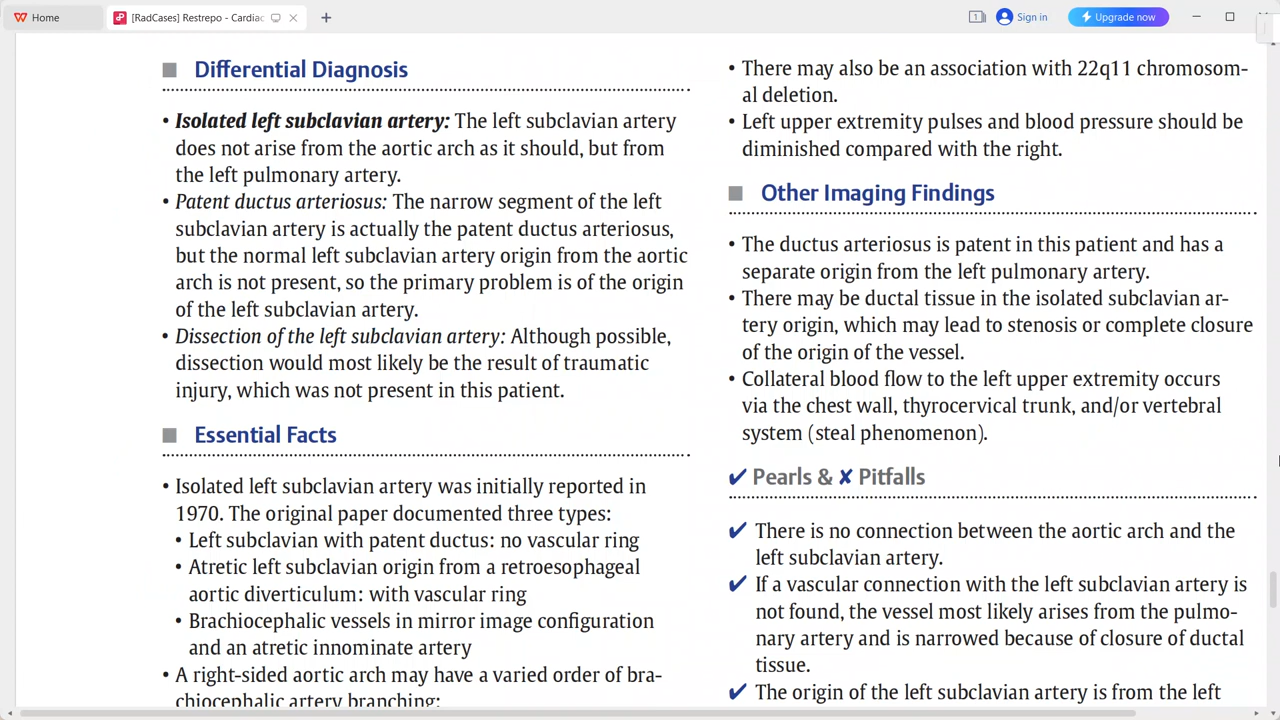 Home
[RadCases] Restrepo - Cardiac
1
Sign in
Upgrade now
Differential Diagnosis
• Isolated left subclavian artery: The left subclavian artery
does not arise from the aortic arch as it should, but from
the left pulmonary artery.
• Patent ductus arteriosus: The narrow segment of the left
subclavian artery is actually the patent ductus arteriosus,
but the normal left subclavian artery origin from the aortic
arch is not present, so the primary problem is of the origin
of the left subclavian artery.
• Dissection of the left subclavian artery: Although possible,
dissection would most likely be the result of traumatic
injury, which was not present in this patient.
Essential Facts
• Isolated left subclavian artery was initially reported in
1970. The original paper documented three types:
• Left subclavian with patent ductus: no vascular ring
• Atretic left subclavian origin from a retroesophageal
aortic diverticulum: with vascular ring
• Brachiocephalic vessels in mirror image configuration
and an atretic innominate artery
• A right-sided aortic arch may have a varied order of bra-
chiocephalic artery branching:
• There may also be an association with 22q11 chromosom-
al deletion.
• Left upper extremity pulses and blood pressure should be
diminished compared with the right.
Other Imaging Findings
• The ductus arteriosus is patent in this patient and has a
separate origin from the left pulmonary artery.
• There may be ductal tissue in the isolated subclavian ar-
tery origin, which may lead to stenosis or complete closure
of the origin of the vessel.
• Collateral blood flow to the left upper extremity occurs
via the chest wall, thyrocervical trunk, and/or vertebral
system (steal phenomenon).
✔ Pearls & ✘ Pitfalls
✔ There is no connection between the aortic arch and the
left subclavian artery.
✔ If a vascular connection with the left subclavian artery is
not found, the vessel most likely arises from the pulmo-
nary artery and is narrowed because of closure of ductal
tissue.
✔ The origin of the left subclavian artery is from the left